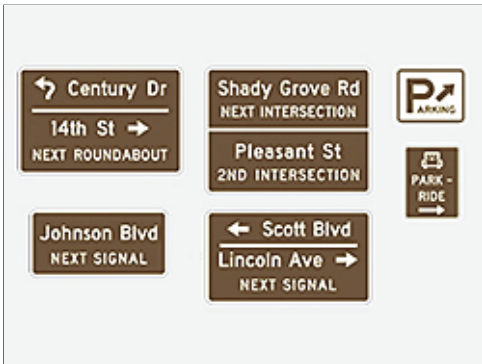 Century Dr
14th St
NEXT ROUNDABOUT
Shady Grove Rd
NEXT INTERSECTION
Pleasant St
2ND INTERSECTION
PARKING
PARK-
RIDE
Johnson Blvd
NEXT SIGNAL
Scott Blvd
Lincoln Ave
NEXT SIGNAL